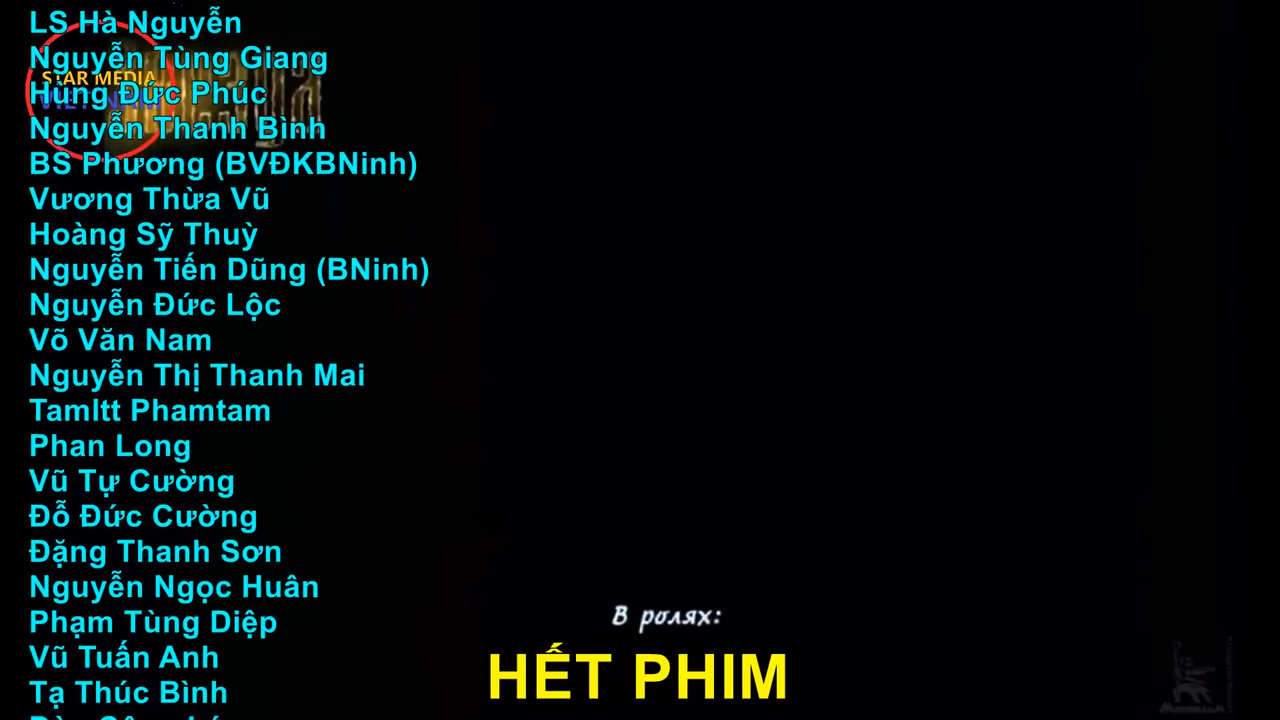 LS Hà Nguyễn
Nguyễn Tùng Giang
STAR MEDIA
Hùng Đức Phúc
Nguyễn Thanh Bình
BS Phương (BVĐKBNinh)
Vương Thừa Vũ
Hoàng Sỹ Thuỳ
Nguyễn Tiến Dũng (BNinh)
Nguyễn Đức Lộc
Võ Văn Nam
Nguyễn Thị Thanh Mai
Tamltt Phamtam
Phan Long
Vũ Tự Cường
Đỗ Đức Cường
Đặng Thanh Sơn
Nguyễn Ngọc Huân
Phạm Tùng Diệp
Vũ Tuấn Anh
Tạ Thúc Bình
В ролях:
HẾT PHIM